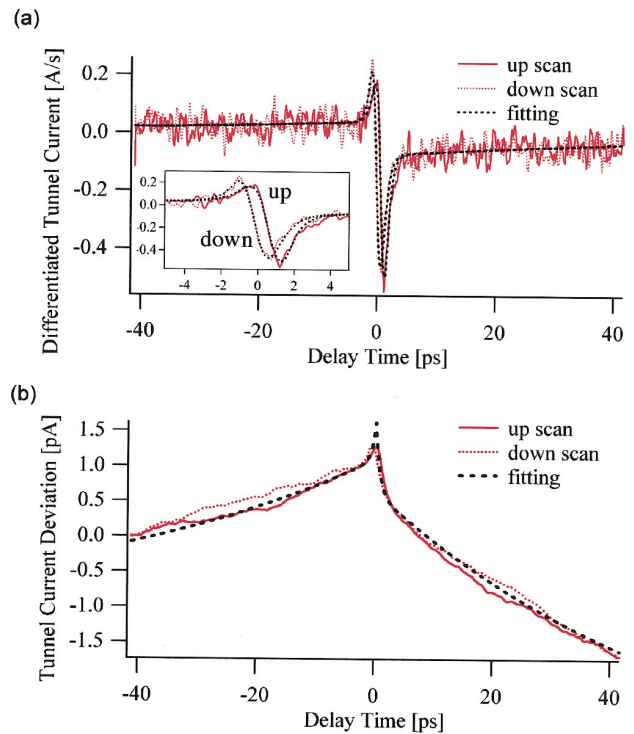 (a)
Differentiated Tunnel Current [A/s]
0.2
0.0
-0.2
-0.4
up scan
down scan
fitting
0.2
0.0
-0.2
-0.4
up
down
-4 -2 0 2 4
-40 -20 0 20 40
Delay Time [ps]
(b)
Tunnel Current Deviation [pA]
1.5
1.0
0.5
0.0
-0.5
-1.0
-1.5
up scan
down scan
fitting
-40 -20 0 20 40
Delay Time [ps]